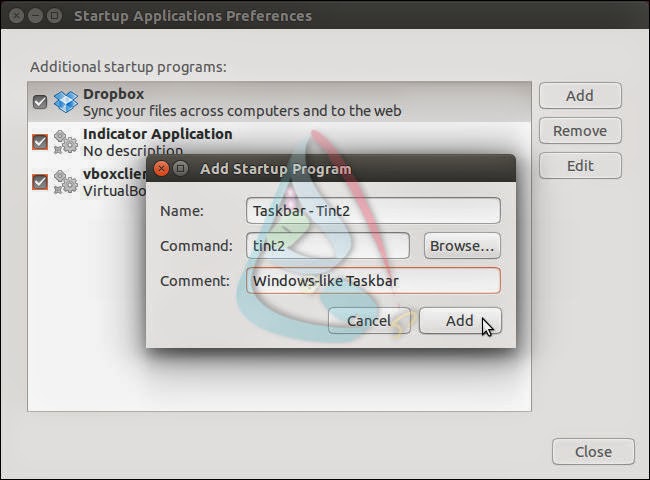 Startup Applications Preferences
Additional startup programs:
Dropbox
Sync your files across computers and to the web
Indicator Application
No description
vboxclien
VirtualBo
Add
Remove
Edit
Add Startup Program
Name: Taskbar - Tint2
Command: tint2 Browse...
Comment: Windows-like Taskbar
Cancel Add
Close